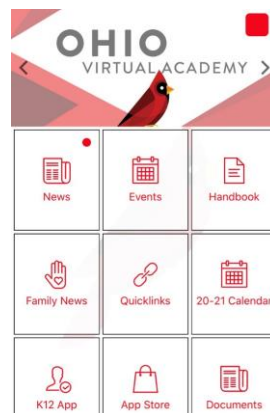 OHIO
VIRTUAL ACADEMY
News
Events
Handbook
Family News
Quicklinks
20-21 Calendar
K12 App
App Store
Documents